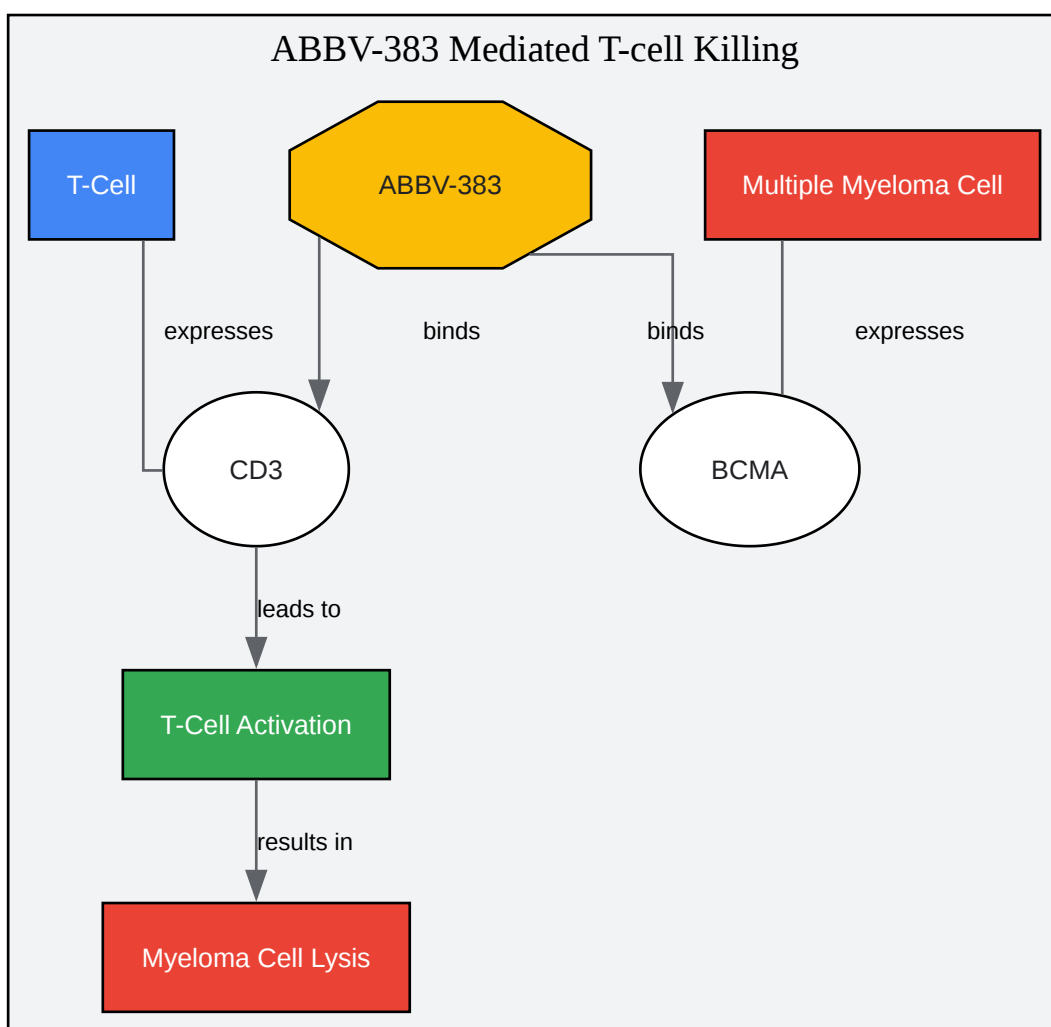 ABBV-383 Mediated T-cell Killing
T-Cell
ABBV-383
Multiple Myeloma Cell
expresses
binds
binds
expresses
CD3
BCMA
leads to
T-Cell Activation
results in
Myeloma Cell Lysis